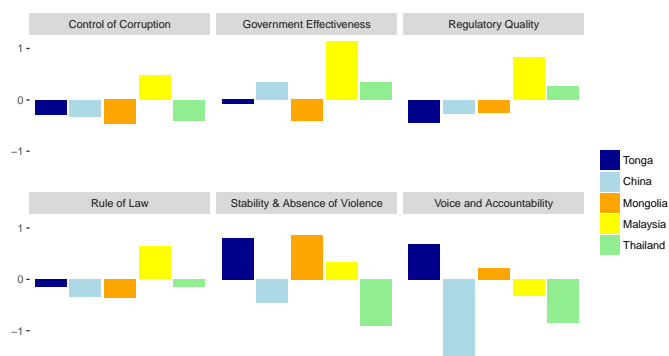 Control of Corruption
Government Effectiveness
Regulatory Quality
1
0
−1
Rule of Law
Stability & Absence of Violence
Voice and Accountability
1
0
−1
Tonga
China
Mongolia
Malaysia
Thailand